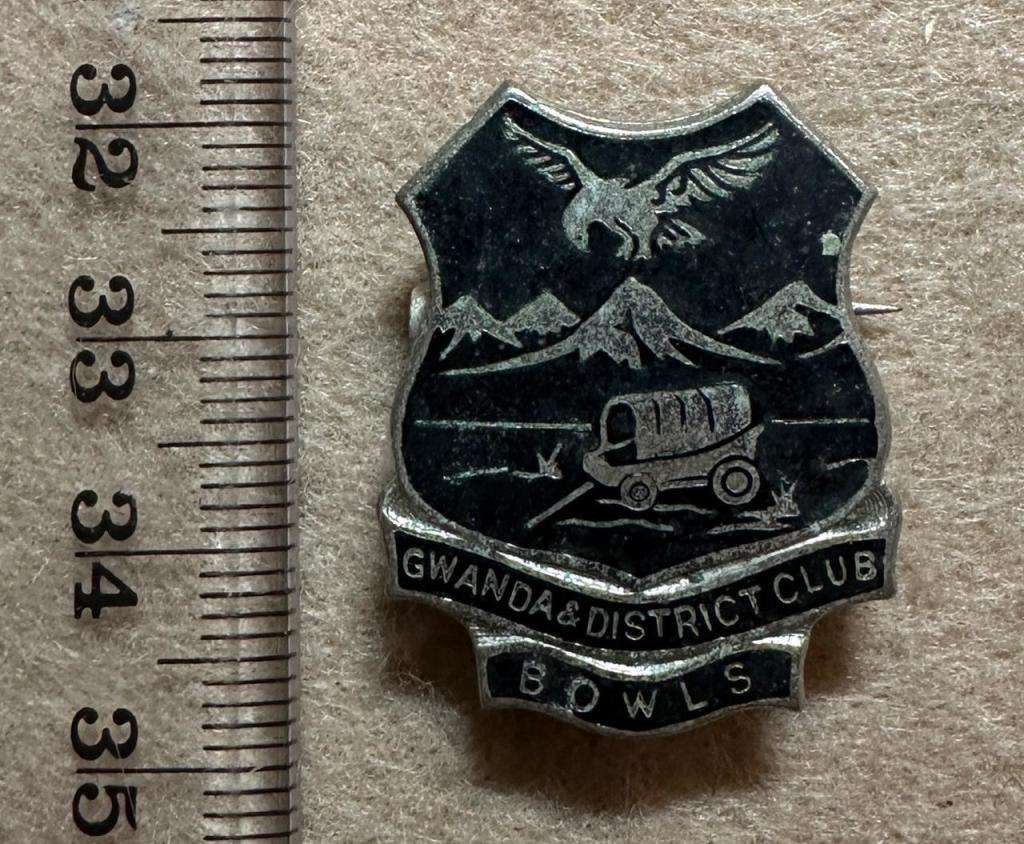 32
33
34
35
GWANDA & DISTRICT CLUB
BOWLS